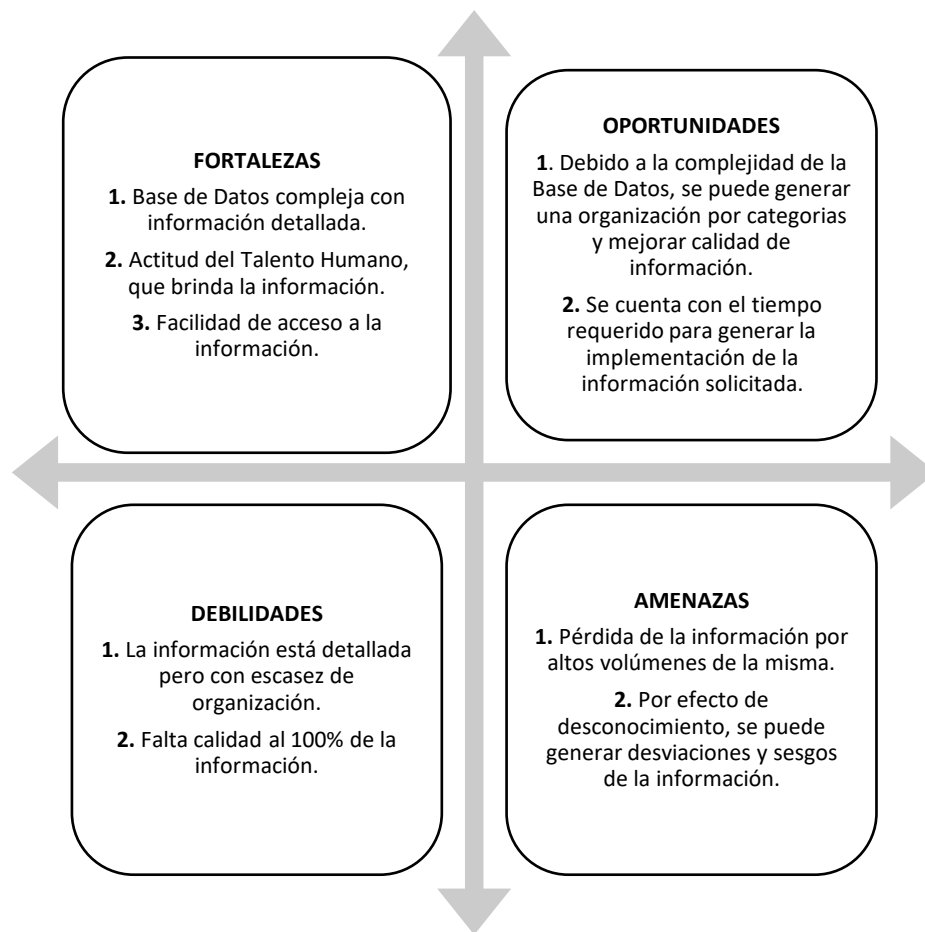 FORTALEZAS
1. Base de Datos compleja con
información detallada.
2. Actitud del Talento Humano,
que brinda la información.
3. Facilidad de acceso a la
información.
OPORTUNIDADES
1. Debido a la complejidad de la
Base de Datos, se puede generar
una organización por categorias
y mejorar calidad de
información.
2. Se cuenta con el tiempo
requerido para generar la
implementación de la
información solicitada.
DEBILIDADES
1. La información está detallada
pero con escasez de
organización.
2. Falta calidad al 100% de la
información.
AMENAZAS
1. Pérdida de la información por
altos volúmenes de la misma.
2. Por efecto de
desconocimiento, se puede
generar desviaciones y sesgos
de la información.